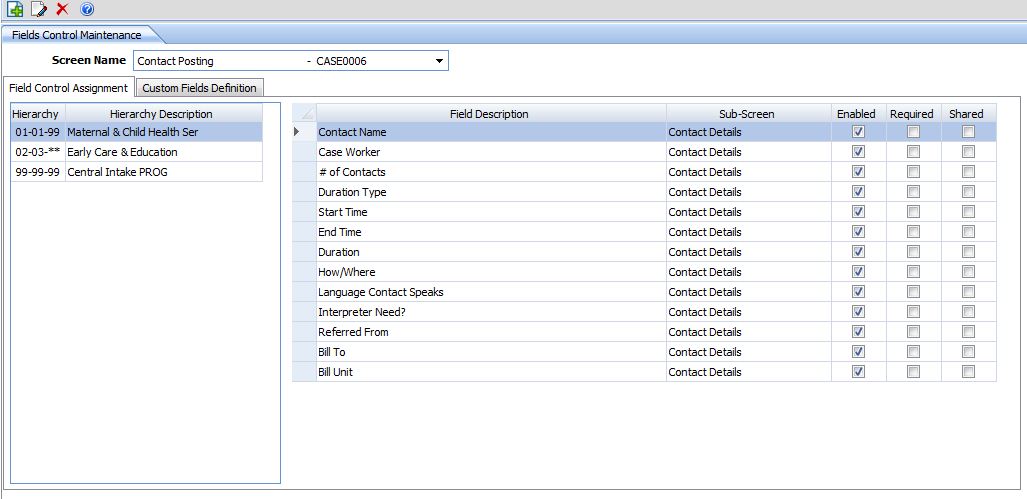 Fields Control Maintenance
Screen Name Contact Posting - CASE0006
Field Control Assignment Custom Fields Definition
Hierarchy Hierarchy Description
01-01-99 Maternal & Child Health Ser
02-03-** Early Care & Education
99-99-99 Central Intake PROG
Field Description Sub-Screen Enabled Required Shared
Contact Name Contact Details
Case Worker Contact Details
# of Contacts Contact Details
Duration Type Contact Details
Start Time Contact Details
End Time Contact Details
Duration Contact Details
How/Where Contact Details
Language Contact Speaks Contact Details
Interpreter Need? Contact Details
Referred From Contact Details
Bill To Contact Details
Bill Unit Contact Details